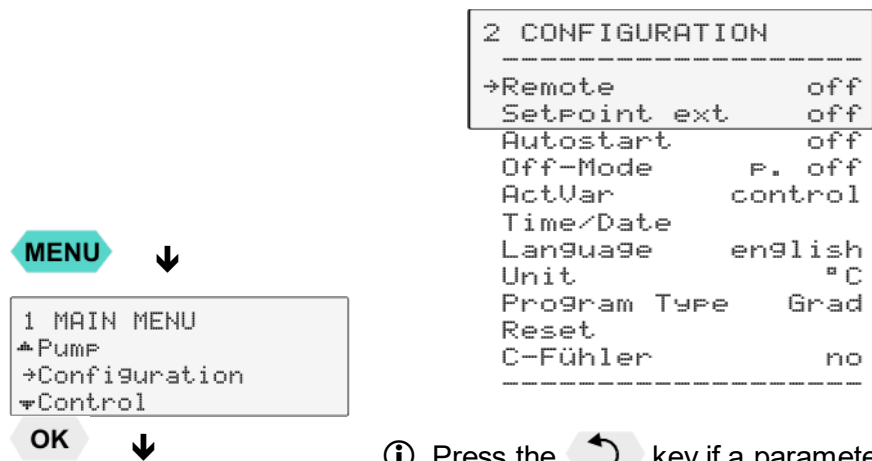 MENU
1 MAIN MENU
Pump
→Configuration
Control
OK
2 CONFIGURATION
--------------------
→Remote off
Setpoint ext off
Autostart off
Off-Mode p. off
ActVar control
Time/Date
Language english
Unit °C
Program Type Grad
Reset
C-Fühler no
--------------------
Press the key if a paramete